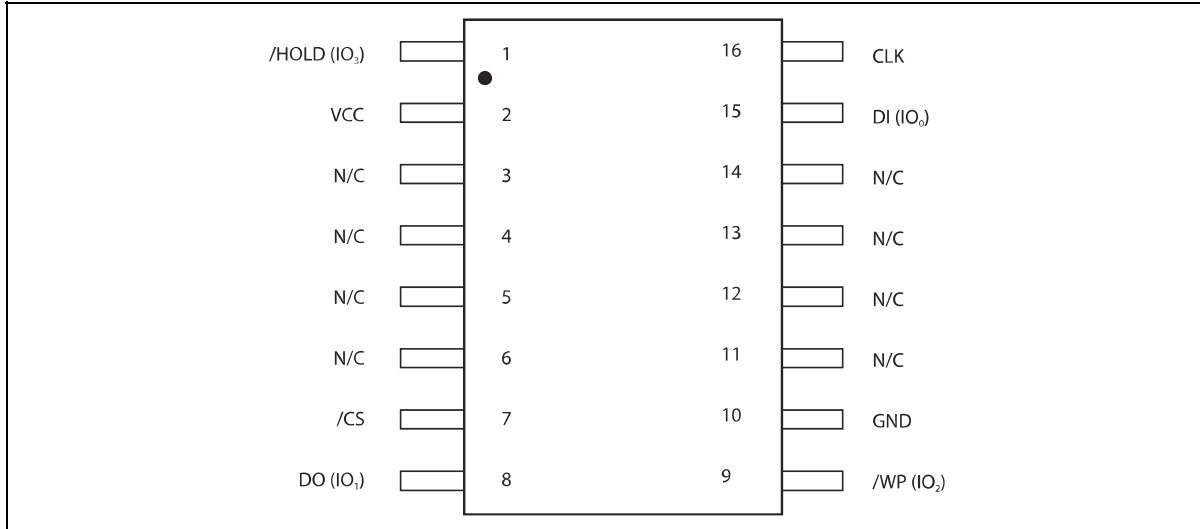 /HOLD (IO₃) 1 16 CLK
VCC 2 15 DI (IO₀)
N/C 3 14 N/C
N/C 4 13 N/C
N/C 5 12 N/C
N/C 6 11 N/C
/CS 7 10 GND
DO (IO₁) 8 9 /WP (IO₂)